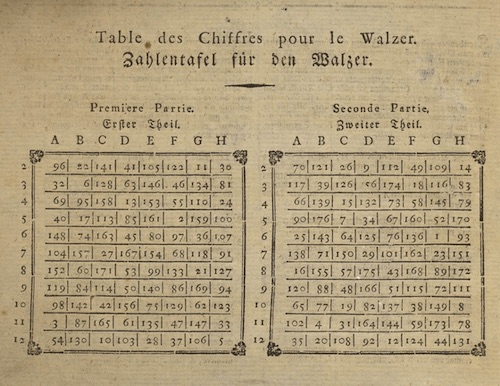 Table des Chiffres pour le Walzer.
Zahlentafel für den Walzer.
Premiere Partie.
Erster Theil.
A B C D E F G H
2 96 22 141 41 105 122 11 30
3 32 6 128 63 146 46 134 81
4 69 95 158 13 153 55 110 24
5 40 17 113 85 161 2 159 100
6 148 74 163 45 80 97 36 107
7 104 157 27 167 154 68 118 91
8 152 60 171 53 99 133 21 127
9 119 84 114 50 140 86 169 94
10 98 142 42 156 75 129 62 123
11 3 87 165 61 135 47 147 33
12 54 130 10 103 28 37 106 5
Seconde Partie.
Zweiter Theil.
A B C D E F G H
2 70 121 26 9 112 49 109 14
3 117 39 126 56 174 18 116 83
4 66 139 15 132 73 58 145 79
5 90 176 7 34 67 160 52 170
6 25 143 64 125 76 136 1 93
7 138 71 150 29 101 162 23 151
8 16 155 57 175 43 168 89 172
9 120 88 48 166 51 115 72 111
10 65 77 19 82 137 38 149 8
11 102 4 31 164 144 59 173 78
12 35 20 108 92 12 124 44 131